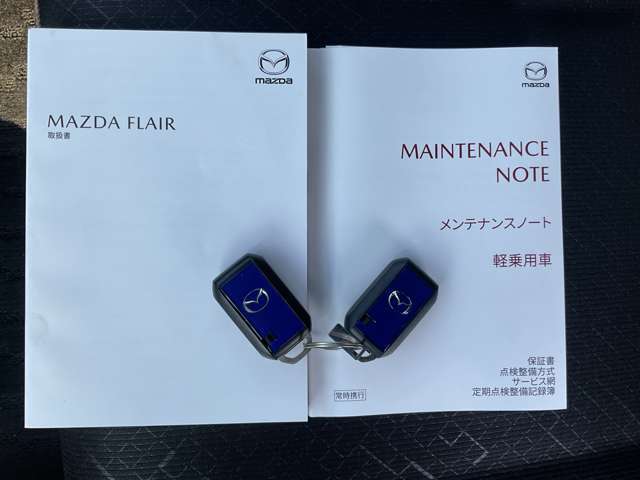 mazda
MAZDA FLAIR
取扱書
mazda
MAINTENANCE
NOTE
メンテナンスノート
軽乗用車
保証書
点検整備方式
サービス網
定期点検整備記録簿
常時携行